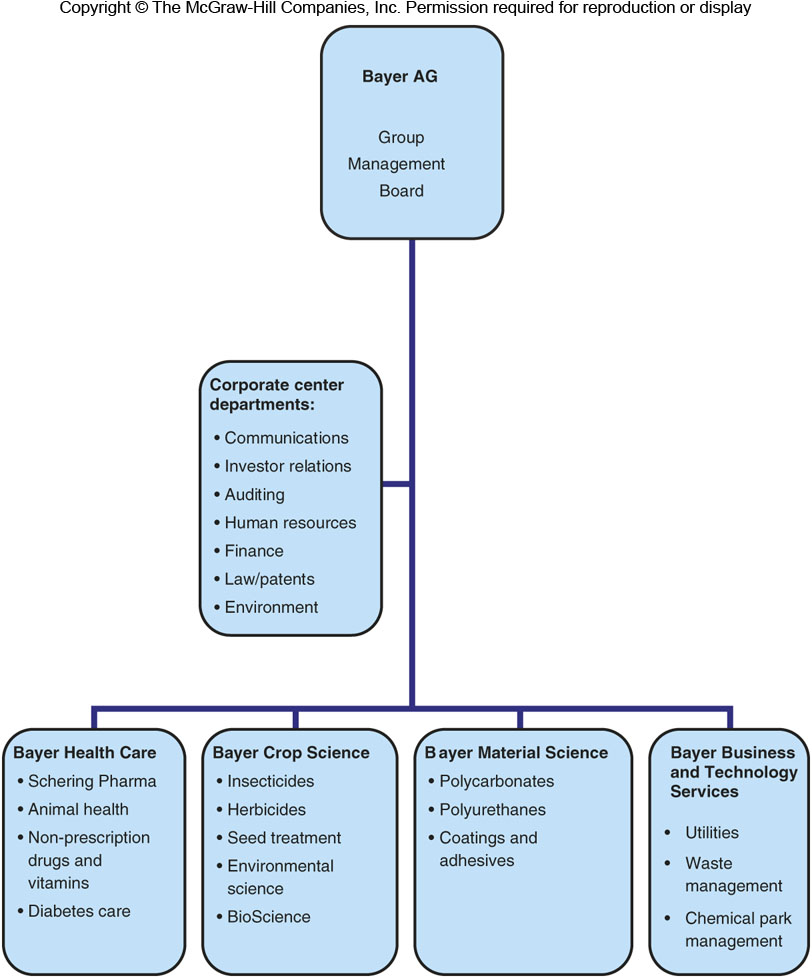 Copyright © The McGraw-Hill Companies, Inc. Permission required for reproduction or display
Bayer AG
Group
Management
Board
Corporate center
departments:
• Communications
• Investor relations
• Auditing
• Human resources
• Finance
• Law/patents
• Environment
Bayer Health Care
• Schering Pharma
• Animal health
• Non-prescription
drugs and
vitamins
• Diabetes care
Bayer Crop Science
• Insecticides
• Herbicides
• Seed treatment
• Environmental
science
• BioScience
Bayer Material Science
• Polycarbonates
• Polyurethanes
• Coatings and
adhesives
Bayer Business
and Technology
Services
• Utilities
• Waste
management
• Chemical park
management